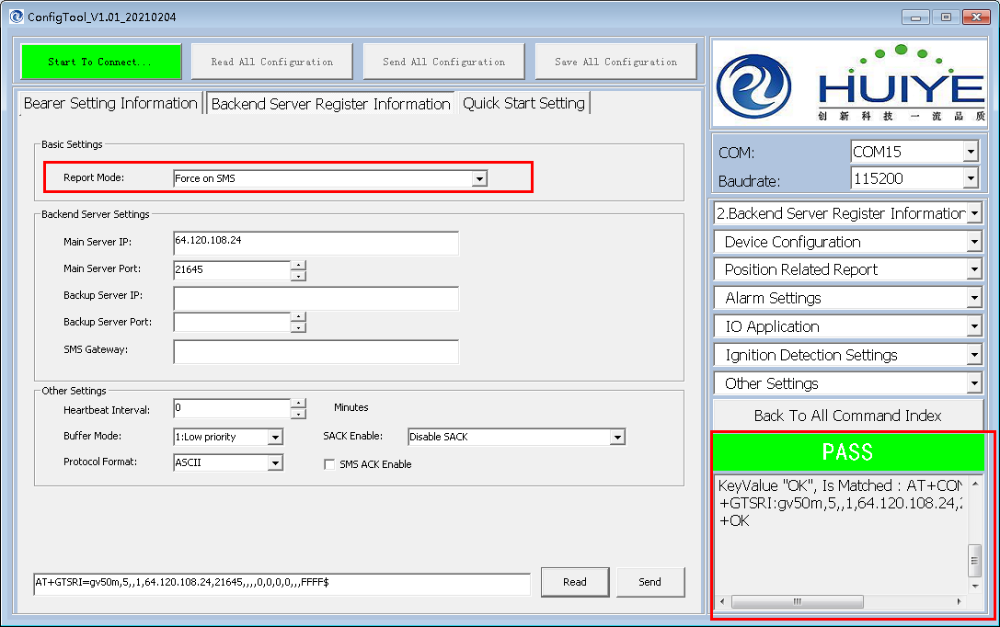 ConfigTool_V1.01_20210204
Start To Connect...
Read All Configuration
Send All Configuration
Save All Configuration
HUIYE
创新科技一流品质
Bearer Setting Information
Backend Server Register Information
Quick Start Setting
Basic Settings
Report Mode:
Force on SMS
Backend Server Settings
Main Server IP:
64.120.108.24
Main Server Port:
21645
Backup Server IP:
Backup Server Port:
SMS Gateway:
Other Settings
Heartbeat Interval:
0
Minutes
Buffer Mode:
1:Low priority
SACK Enable:
Disable SACK
Protocol Format:
ASCII
SMS ACK Enable
AT+GTSRI=gv50m,5,,1,64.120.108.24,21645,,,,0,0,0,0,,,FFFF$
Read
Send
COM:
COM15
Baudrate:
115200
2.Backend Server Register Information
Device Configuration
Position Related Report
Alarm Settings
IO Application
Ignition Detection Settings
Other Settings
Back To All Command Index
PASS
KeyValue "OK", Is Matched : AT+CON
+GTSRI:gv50m,5,,1,64.120.108.24,2
+OK